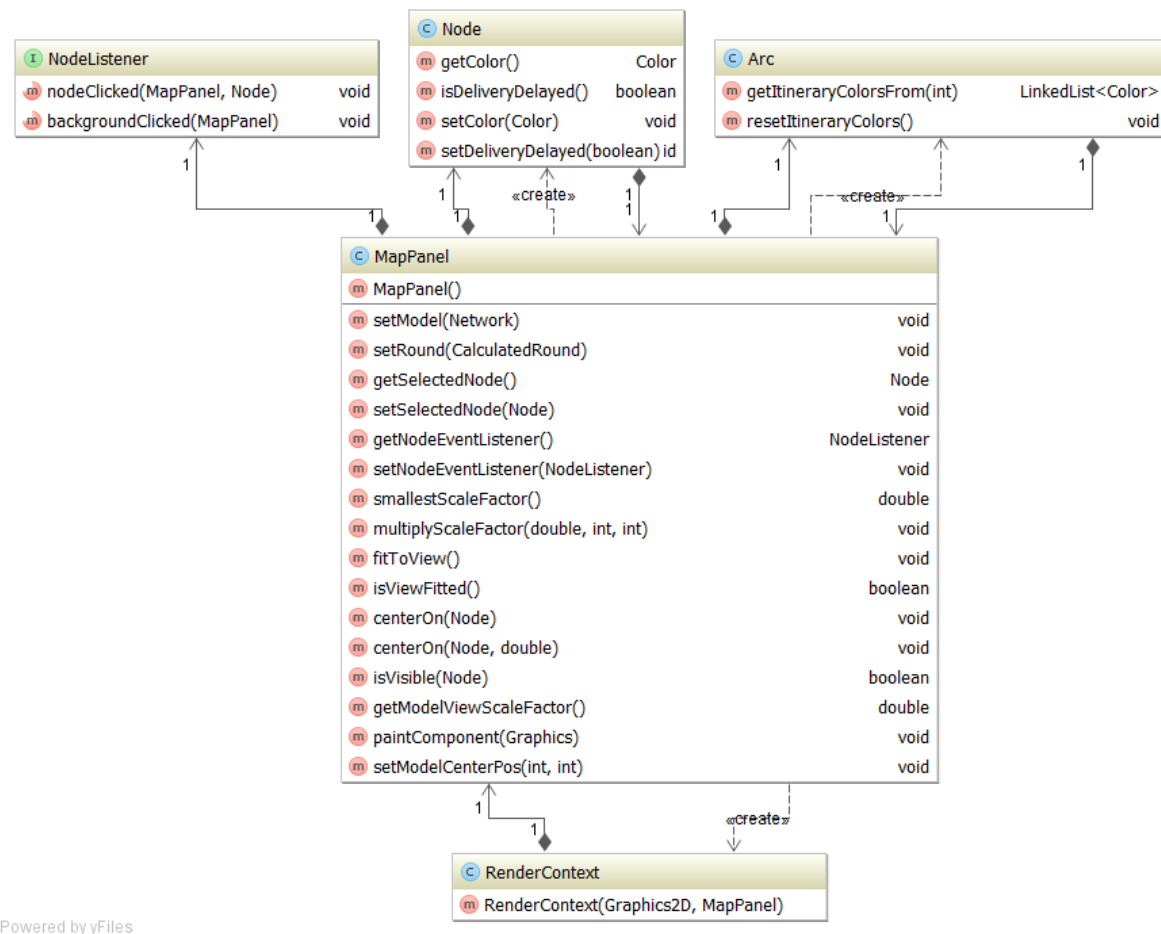 NodeListener
nodeClicked(MapPanel, Node) void
backgroundClicked(MapPanel) void
Node
getColor() Color
isDeliveryDelayed() boolean
setColor(Color) void
setDeliveryDelayed(boolean) id
Arc
getItineraryColorsFrom(int) LinkedList<Color>
resetItineraryColors() void
1 1 1 1 1
«create» 1 «create»
1 1 1 1 1
MapPanel
MapPanel()
setModel(Network) void
setRound(CalculatedRound) void
getSelectedNode() Node
setSelectedNode(Node) void
getNodeEventListener() NodeListener
setNodeEventListener(NodeListener) void
smallestScaleFactor() double
multiplyScaleFactor(double, int, int) void
fitToView() void
isViewFitted() boolean
centerOn(Node) void
centerOn(Node, double) void
isVisible(Node) boolean
getModelViewScaleFactor() double
paintComponent(Graphics) void
setModelCenterPos(int, int) void
1
1 «create»
RenderContext
RenderContext(Graphics2D, MapPanel)
Powered by yFiles